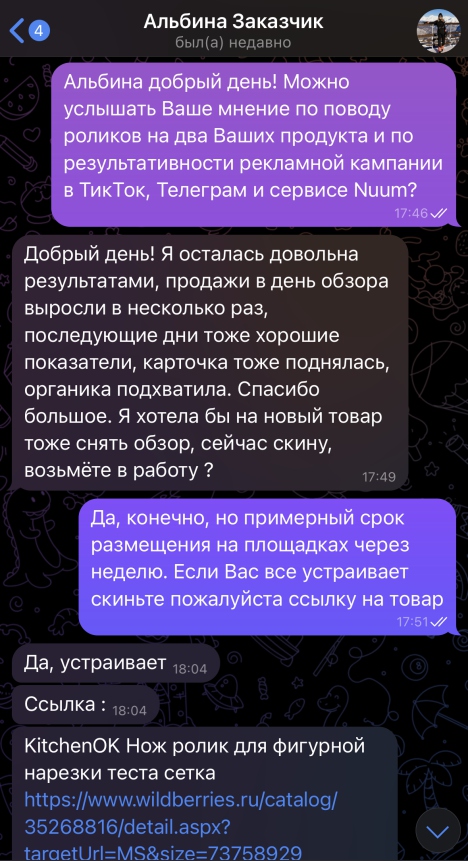 4
Альбина Заказчик
был(а) недавно
Альбина добрый день! Можно
услышать Ваше мнение по поводу
роликов на два Ваших продукта и по
результативности рекламной кампании
в ТикТок, Телеграм и сервисе Nuum?
17:46
Добрый день! Я осталась довольна
результатами, продажи в день обзора
выросли в несколько раз,
последующие дни тоже хорошие
показатели, карточка тоже поднялась,
органика подхватила. Спасибо
большое. Я хотела бы на новый товар
тоже снять обзор, сейчас скину,
возьмёте в работу ?
17:49
Да, конечно, но примерный срок
размещения на площадках через
неделю. Если Вас все устраивает
скиньте пожалуйста ссылку на товар
17:51
Да, устраивает 18:04
Ссылка : 18:04
KitchenOK Нож ролик для фигурной
нарезки теста сетка
https://www.wildberries.ru/catalog/
35268816/detail.aspx?
targetUrl=MS&size=73758929